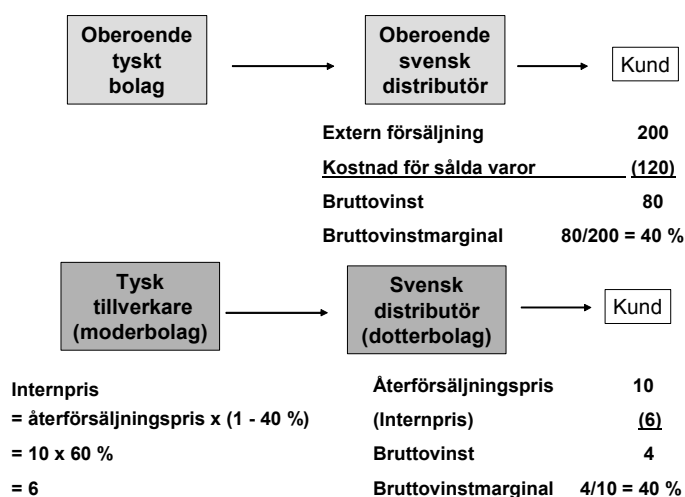 Oberoende
tyskt
bolag
Oberoende
svensk
distributör
Kund
Extern försäljning 200
Kostnad för sålda varor (120)
Bruttovinst 80
Bruttovinstmarginal 80/200 = 40 %
Tysk
tillverkare
(moderbolag)
Svensk
distributör
(dotterbolag)
Kund
Internpris
= återförsäljningspris x (1 - 40 %)
= 10 x 60 %
= 6
Återförsäljningspris 10
(Internpris) (6)
Bruttovinst 4
Bruttovinstmarginal 4/10 = 40 %